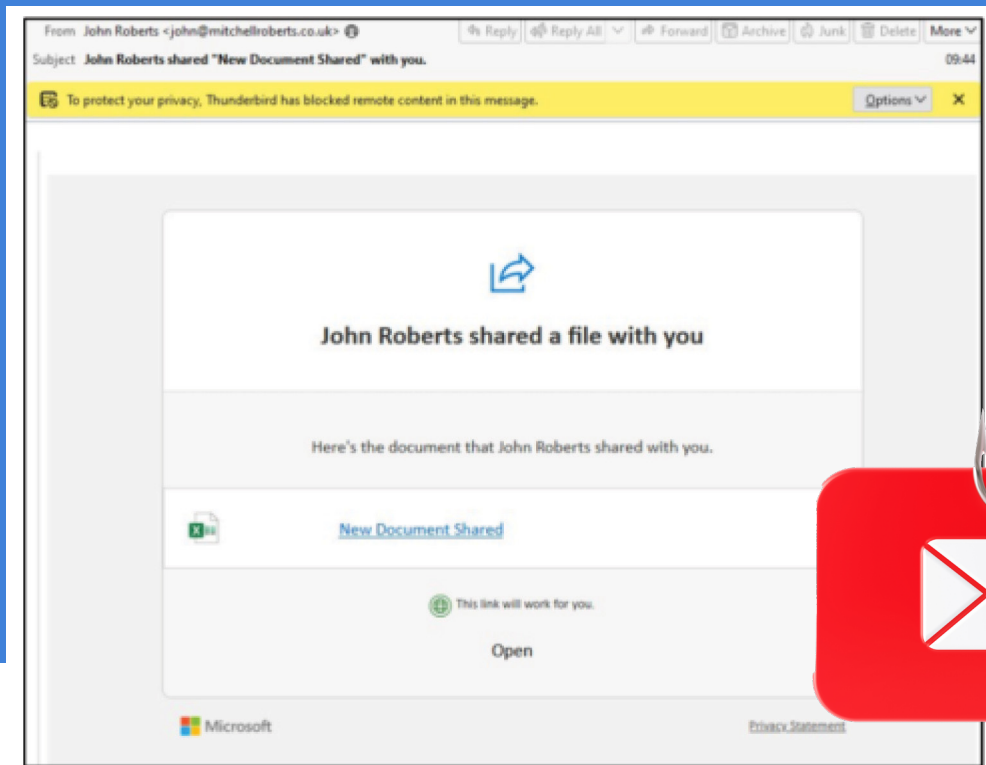 From John Roberts <john@mitchellroberts.co.uk> Reply Reply All Forward Archive Junk Delete More
Subject John Roberts shared "New Document Shared" with you. 09:44
To protect your privacy, Thunderbird has blocked remote content in this message. Options X
John Roberts shared a file with you
Here's the document that John Roberts shared with you.
New Document Shared
This link will work for you.
Open
Microsoft Privacy Statement